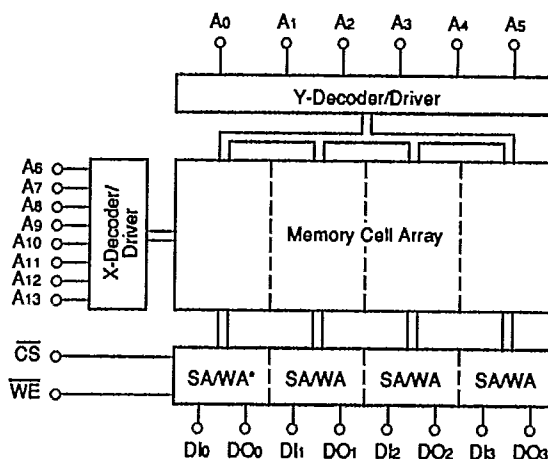 A0 A1 A2 A3 A4 A5
Y-Decoder/Driver
A6
A7
A8
A9
A10
A11
A12
A13
X-Decoder/
Driver
Memory Cell Array
CS
WE
SA/WA* SA/WA SA/WA SA/WA
DI0 DO0 DI1 DO1 DI2 DO2 DI3 DO3